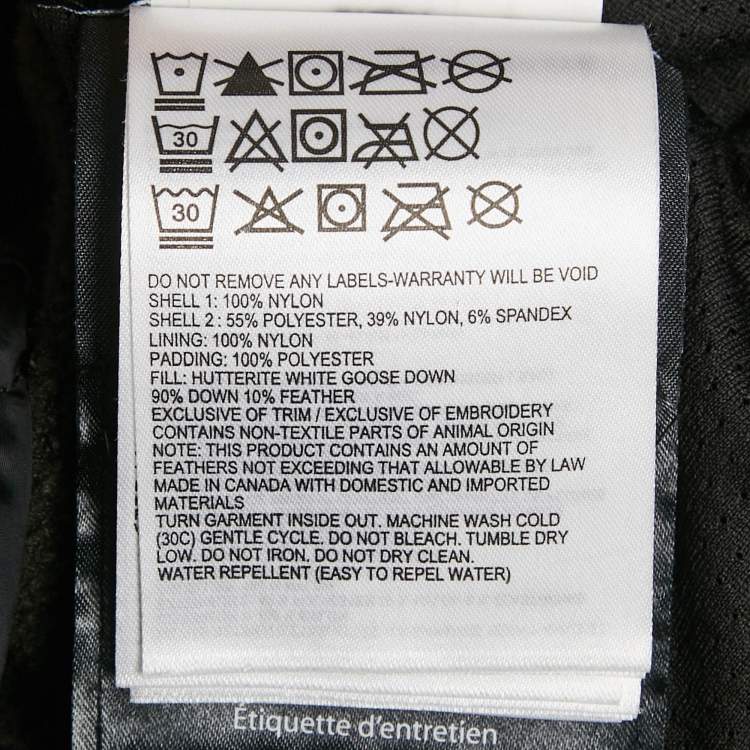 30
30
DO NOT REMOVE ANY LABELS-WARRANTY WILL BE VOID
SHELL 1: 100% NYLON
SHELL 2 : 55% POLYESTER, 39% NYLON, 6% SPANDEX
LINING: 100% NYLON
PADDING: 100% POLYESTER
FILL: HUTTERITE WHITE GOOSE DOWN
90% DOWN 10% FEATHER
EXCLUSIVE OF TRIM / EXCLUSIVE OF EMBROIDERY
CONTAINS NON-TEXTILE PARTS OF ANIMAL ORIGIN
NOTE: THIS PRODUCT CONTAINS AN AMOUNT OF
FEATHERS NOT EXCEEDING THAT ALLOWABLE BY LAW
MADE IN CANADA WITH DOMESTIC AND IMPORTED
MATERIALS
TURN GARMENT INSIDE OUT. MACHINE WASH COLD
(30C) GENTLE CYCLE. DO NOT BLEACH. TUMBLE DRY
LOW. DO NOT IRON. DO NOT DRY CLEAN.
WATER REPELLENT (EASY TO REPEL WATER)
Étiquette d'entretien